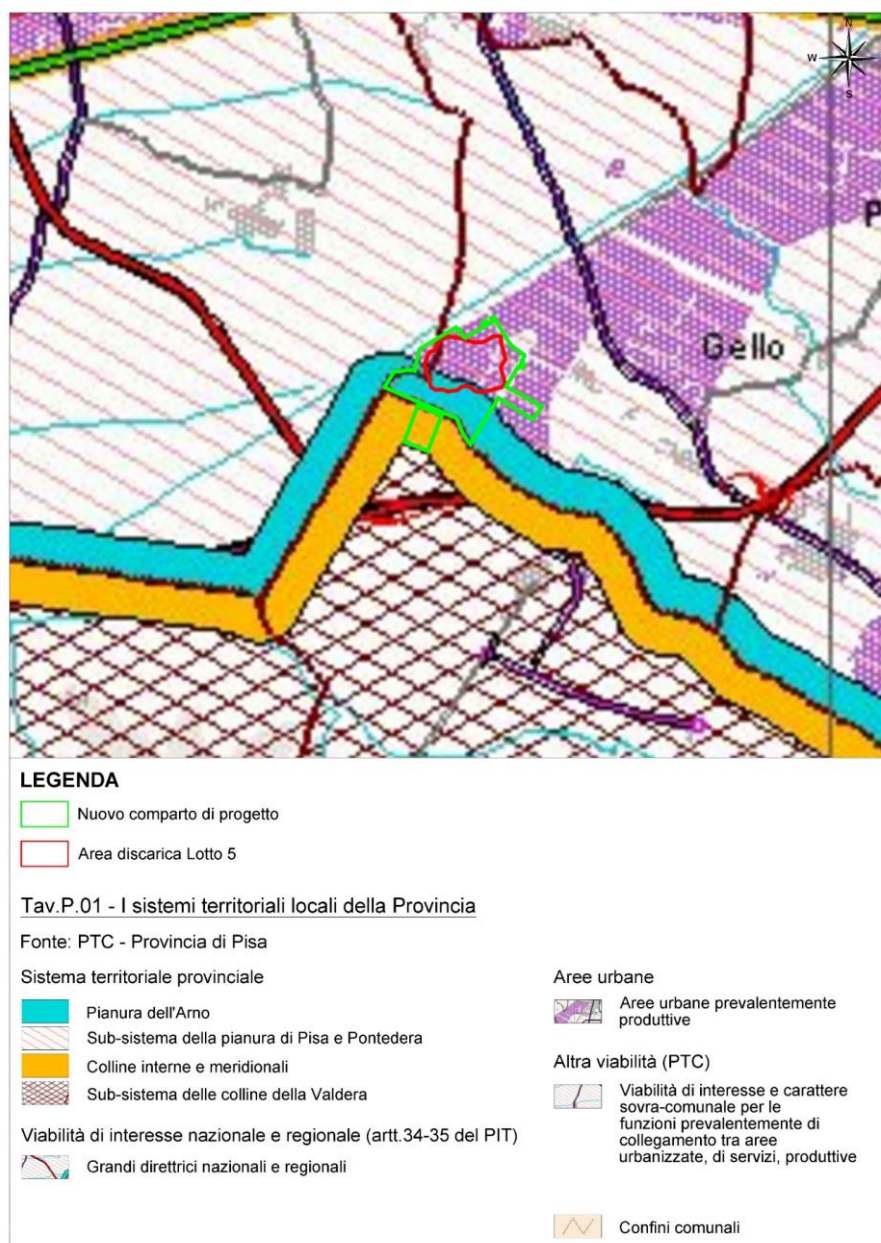 N
W
S
P
Gello
LEGENDA
Nuovo comparto di progetto
Area discarica Lotto 5
Tav.P.01 - I sistemi territoriali locali della Provincia
Fonte: PTC - Provincia di Pisa
Sistema territoriale provinciale
Pianura dell'Arno
Sub-sistema della pianura di Pisa e Pontedera
Colline interne e meridionali
Sub-sistema delle colline della Valdera
Viabilità di interesse nazionale e regionale (artt.34-35 del PIT)
Grandi direttrici nazionali e regionali
Aree urbane
Aree urbane prevalentemente
produttive
Altra viabilità (PTC)
Viabilità di interesse e carattere
sovra-comunale per le
funzioni prevalentemente di
collegamento tra aree
urbanizzate, di servizi, produttive
Confini comunali